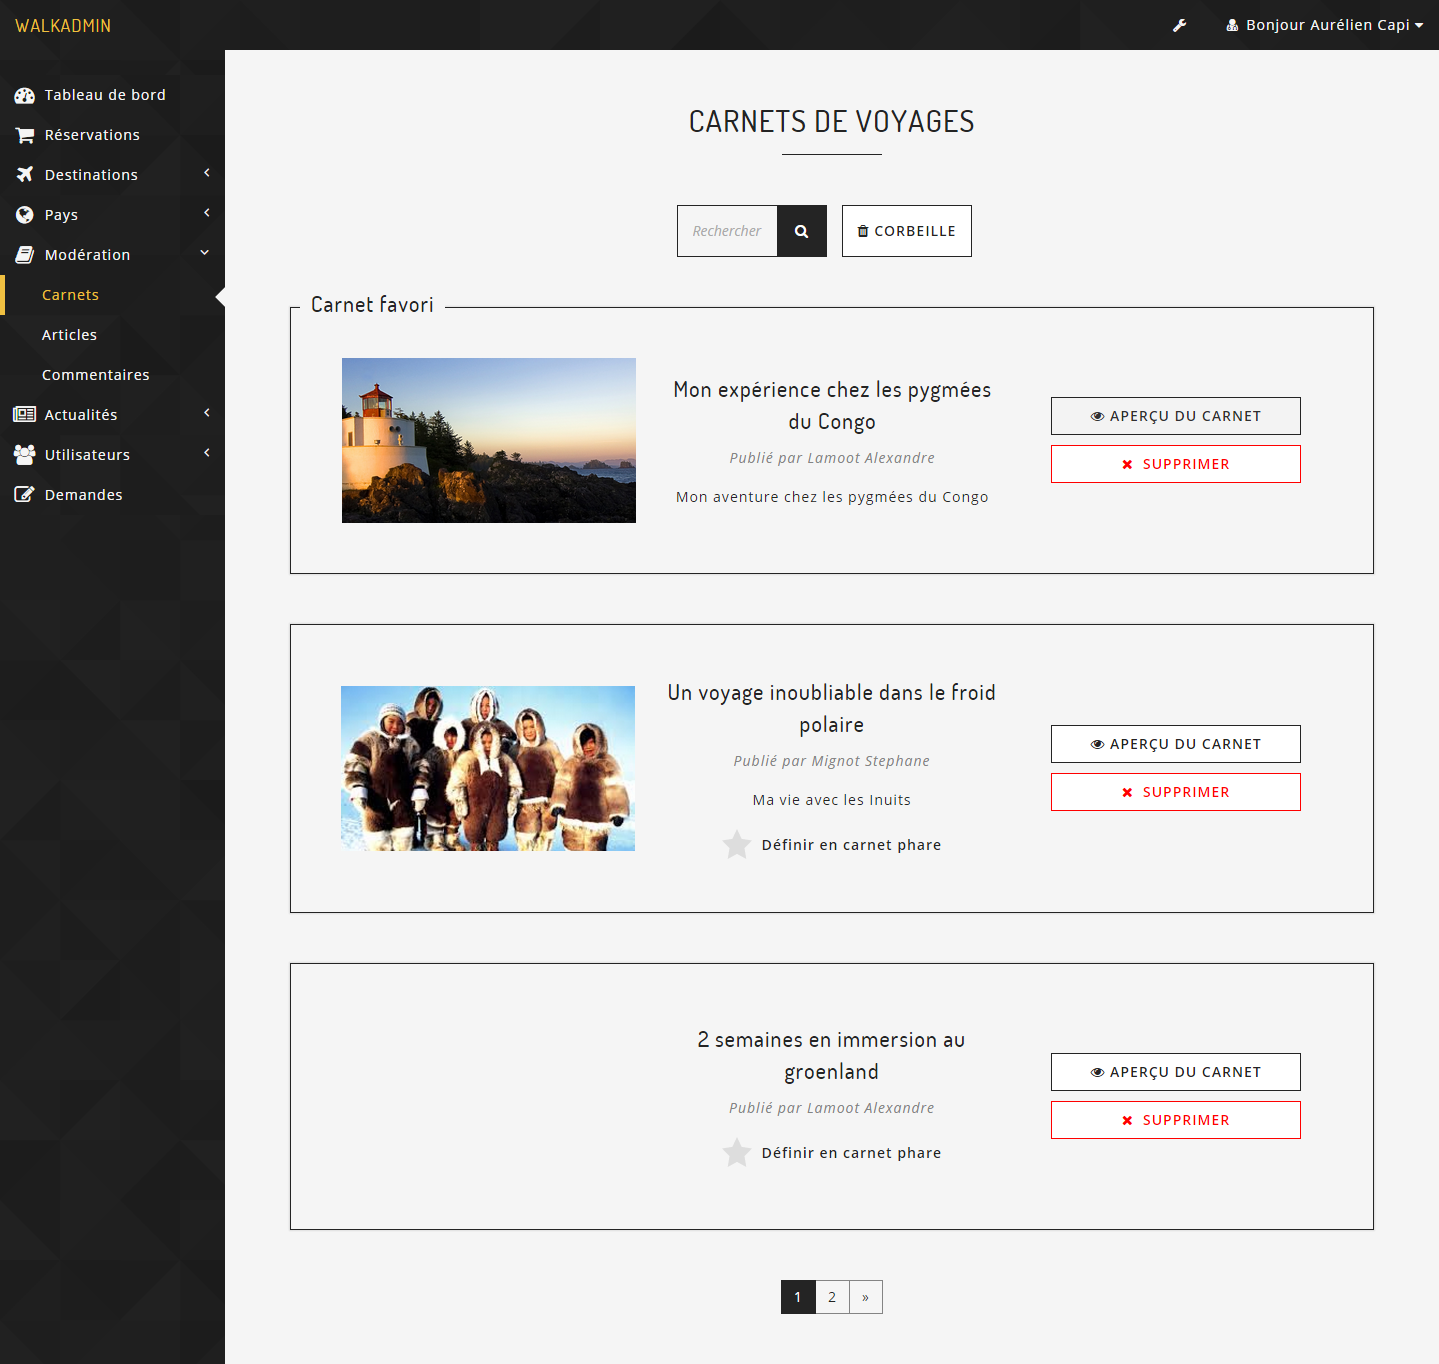 WALKADMIN
Bonjour Aurélien Capi
Tableau de bord
Réservations
Destinations
Pays
Modération
Carnets
Articles
Commentaires
Actualités
Utilisateurs
Demandes
CARNETS DE VOYAGES
Rechercher
CORBEILLE
Carnet favori
Mon expérience chez les pygmées
du Congo
Publié par Lamoot Alexandre
Mon aventure chez les pygmées du Congo
APERÇU DU CARNET
SUPPRIMER
Un voyage inoubliable dans le froid
polaire
Publié par Mignot Stephane
Ma vie avec les Inuits
Définir en carnet phare
APERÇU DU CARNET
SUPPRIMER
2 semaines en immersion au
groenland
Publié par Lamoot Alexandre
Définir en carnet phare
APERÇU DU CARNET
SUPPRIMER
1 2 »